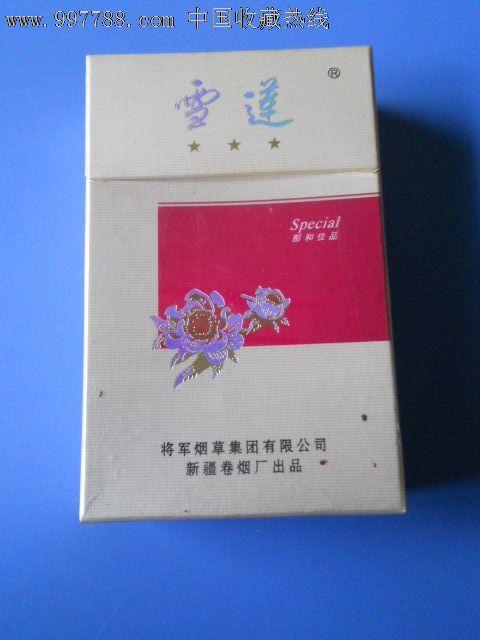 www.997788.com 中国收藏热线
雪莲 ®
Special
醇和佳品
将军烟草集团有限公司
新疆卷烟厂出品